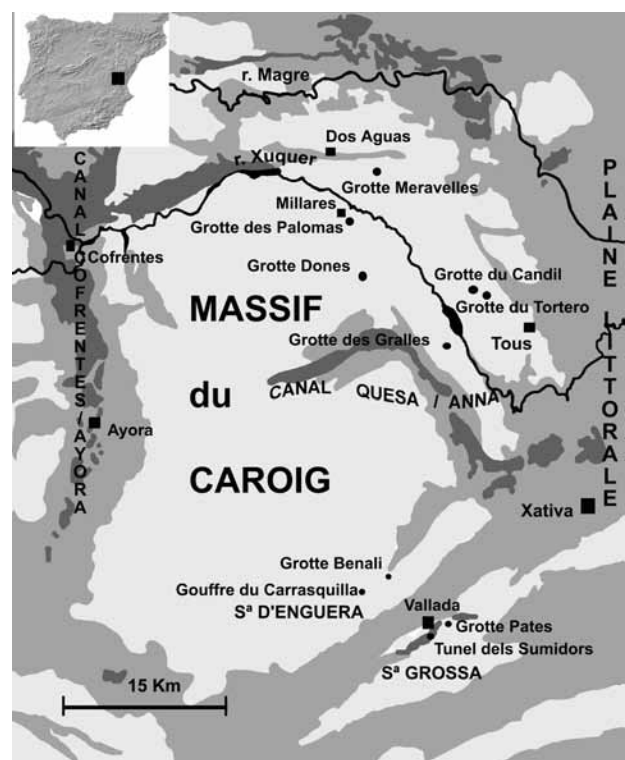 r. Magre
Dos Aguas
r. Xuquer
Grotte Meravelles
Millares
Grotte des Palomas
Cofrentes
Grotte Dones
Grotte du Candil
Grotte du Tortero
MASSIF
Tous
Grotte des Gralles
CANAL QUESA / ANNA
du
Ayora
CAROIG
Xativa
CANAL COFRENTES/AYORA
PLAINE LITTORALE
Grotte Benali
Gouffre du Carrasquilla
Sª D'ENGUERA
Vallada
Grotte Pates
Tunel dels Sumidors
Sª GROSSA
15 Km